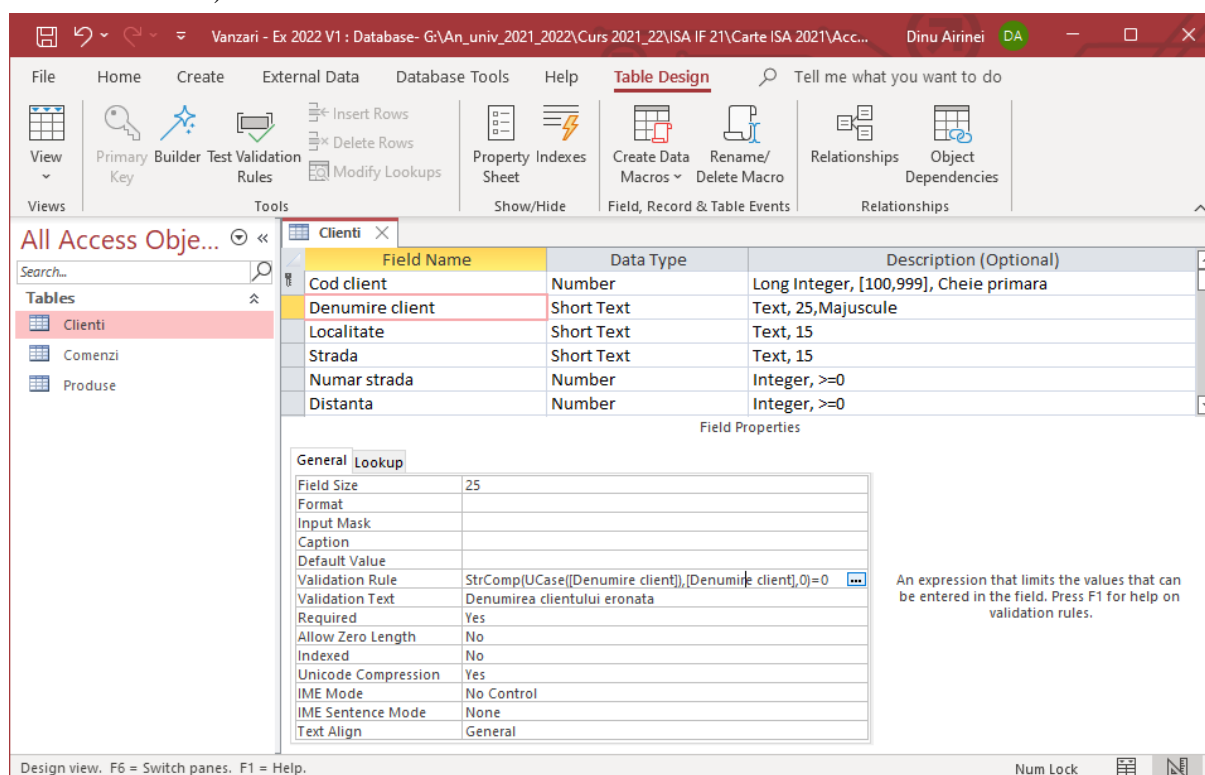 Vanzari - Ex 2022 V1 : Database- G:\An_univ_2021_2022\Curs 2021_22\ISA IF 21\Carte ISA 2021\Acc... Dinu Airinei DA
File Home Create External Data Database Tools Help Table Design Tell me what you want to do
Insert Rows
Delete Rows
Modify Lookups
View Primary Key Builder Test Validation Rules Property Sheet Indexes Create Data Macros Rename/ Delete Macro Relationships Object Dependencies
Views Tools Show/Hide Field, Record & Table Events Relationships
All Access Obje... «
Search...
Tables
Clienti
Comenzi
Produse
Clienti
Field Name Data Type Description (Optional)
Cod client Number Long Integer, [100,999], Cheie primara
Denumire client Short Text Text, 25,Majuscule
Localitate Short Text Text, 15
Strada Short Text Text, 15
Numar strada Number Integer, >=0
Distanta Number Integer, >=0
Field Properties
General Lookup
Field Size 25
Format
Input Mask
Caption
Default Value
Validation Rule StrComp(UCase([Denumire client]),[Denumire client],0)=0 ...
Validation Text Denumirea clientului eronata
Required Yes
Allow Zero Length No
Indexed No
Unicode Compression Yes
IME Mode No Control
IME Sentence Mode None
Text Align General
An expression that limits the values that can
be entered in the field. Press F1 for help on
validation rules.
Design view. F6 = Switch panes. F1 = Help. Num Lock